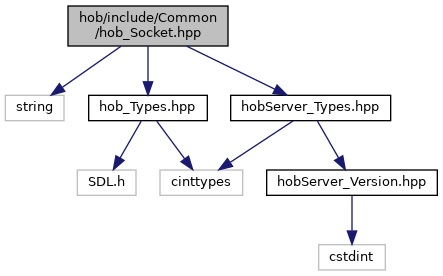 hob/include/Common
/hob_Socket.hpp
string
hob_Types.hpp
hobServer_Types.hpp
SDL.h
cinttypes
hobServer_Version.hpp
cstdint